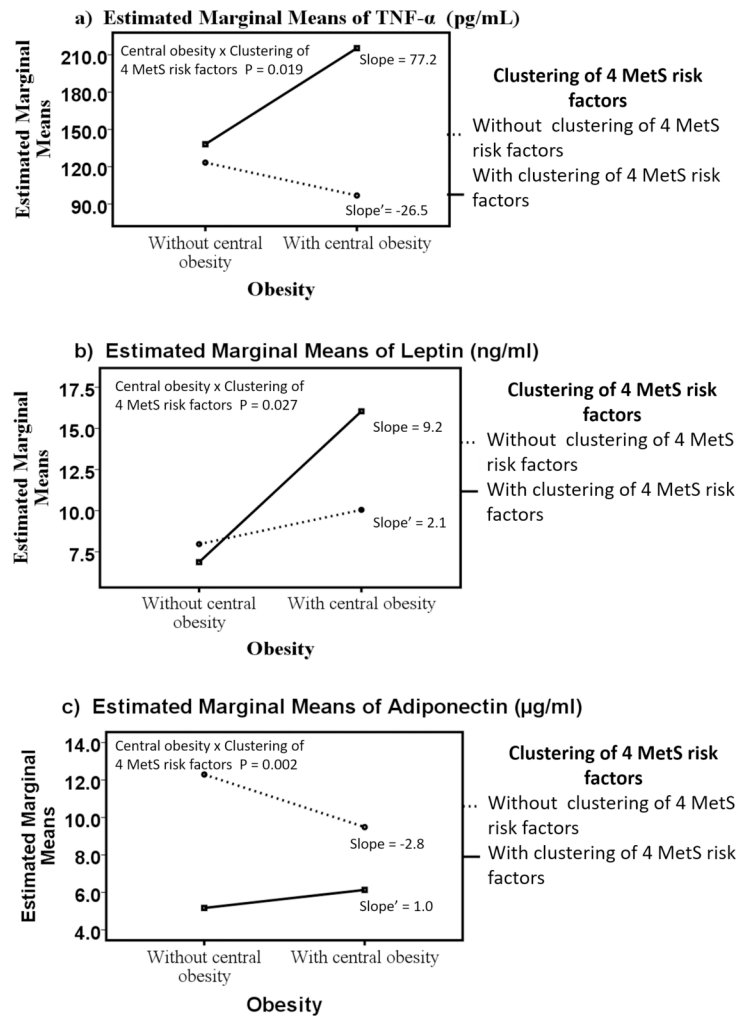 a) Estimated Marginal Means of TNF-α (pg/mL)
Central obesity x Clustering of
4 MetS risk factors P = 0.019
Slope = 77.2
Slope’= -26.5
210.0
180.0
150.0
120.0
90.0
Estimated Marginal
Means
Without central
obesity
With central obesity
Obesity
Clustering of 4 MetS risk
factors
Without clustering of 4 MetS
risk factors
With clustering of 4 MetS risk
factors
b) Estimated Marginal Means of Leptin (ng/ml)
Central obesity x Clustering of
4 MetS risk factors P = 0.027
Slope = 9.2
Slope’ = 2.1
17.5
15.0
12.5
10.0
7.5
Estimated Marginal
Means
Without central
obesity
With central obesity
Obesity
Clustering of 4 MetS risk
factors
Without clustering of 4 MetS
risk factors
With clustering of 4 MetS risk
factors
c) Estimated Marginal Means of Adiponectin (µg/ml)
Central obesity x Clustering of
4 MetS risk factors P = 0.002
Slope = -2.8
Slope’ = 1.0
14.0
12.0
10.0
8.0
6.0
4.0
Estimated Marginal
Means
Without central
obesity
With central obesity
Obesity
Clustering of 4 MetS risk
factors
Without clustering of 4 MetS
risk factors
With clustering of 4 MetS risk
factors